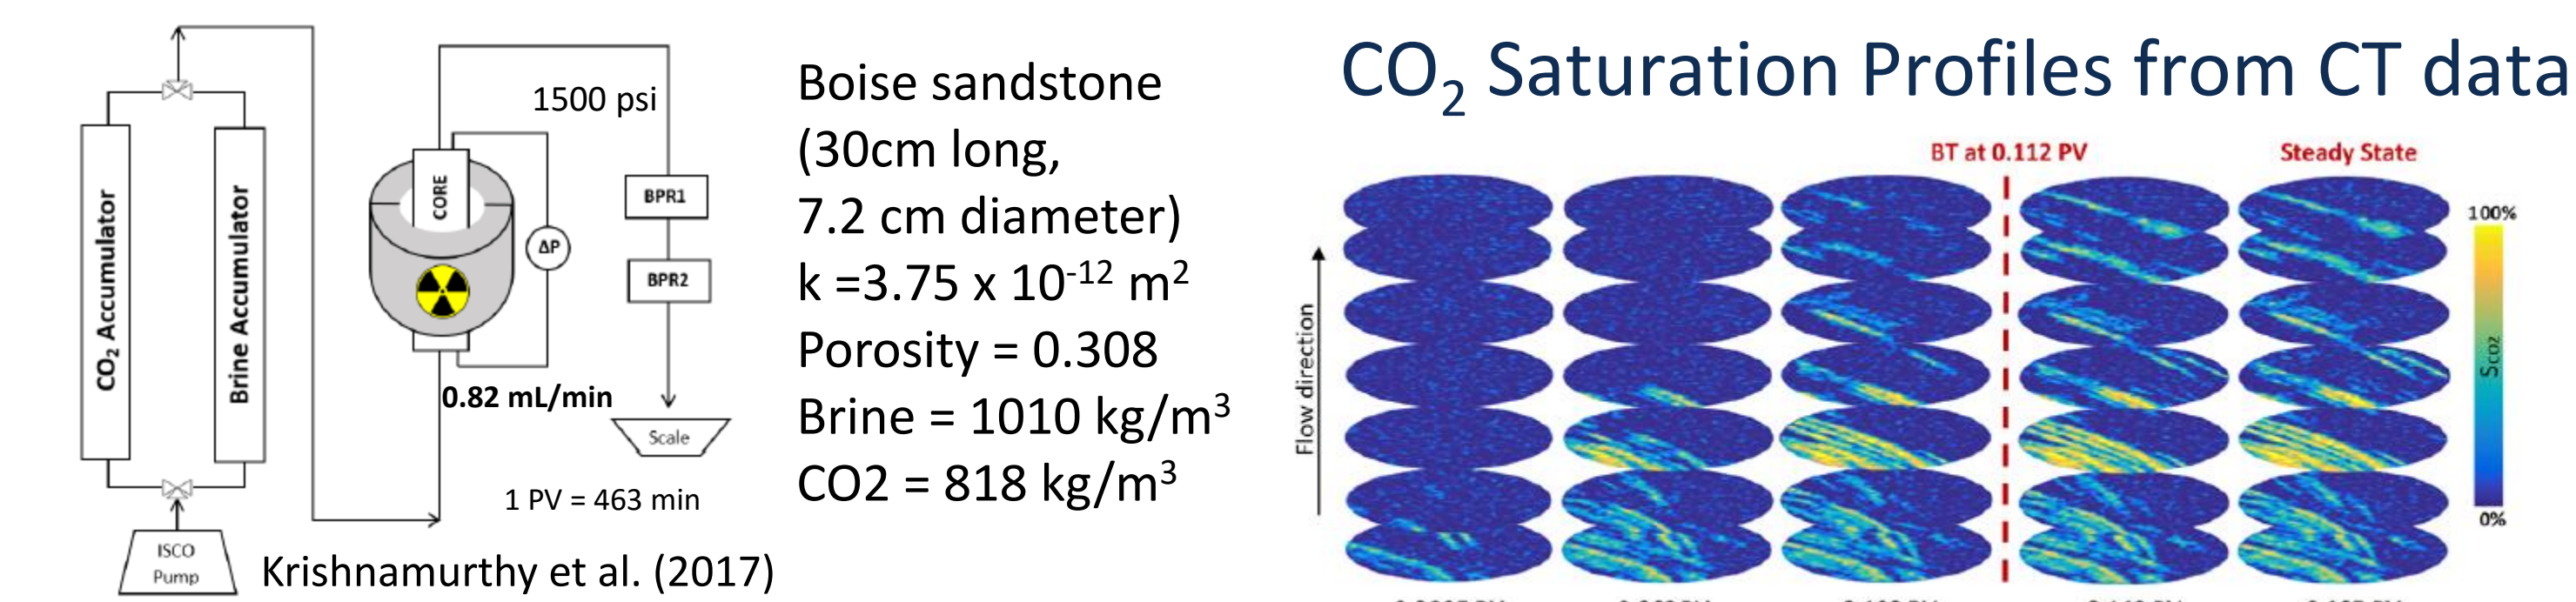 CO₂ Accumulator
Brine Accumulator
ISCO
Pump
CORE
1500 psi
ΔP
BPR1
BPR2
0.82 mL/min
Scale
1 PV = 463 min
Krishnamurthy et al. (2017)
Boise sandstone
(30cm long,
7.2 cm diameter)
k =3.75 x 10⁻¹² m²
Porosity = 0.308
Brine = 1010 kg/m³
CO2 = 818 kg/m³
CO₂ Saturation Profiles from CT data
BT at 0.112 PV
Steady State
Flow direction
100%
S_CO2
0%